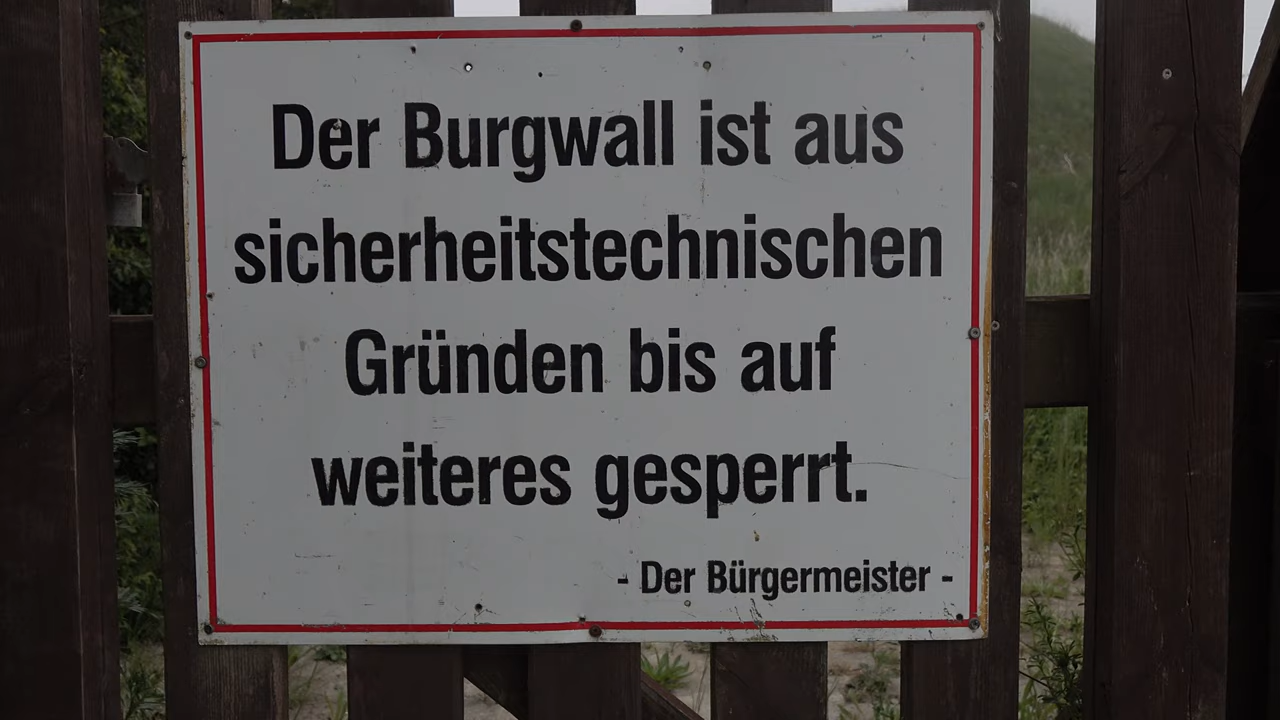 Der Burgwall ist aus
sicherheitstechnischen
Gründen bis auf
weiteres gesperrt.
- Der Bürgermeister -